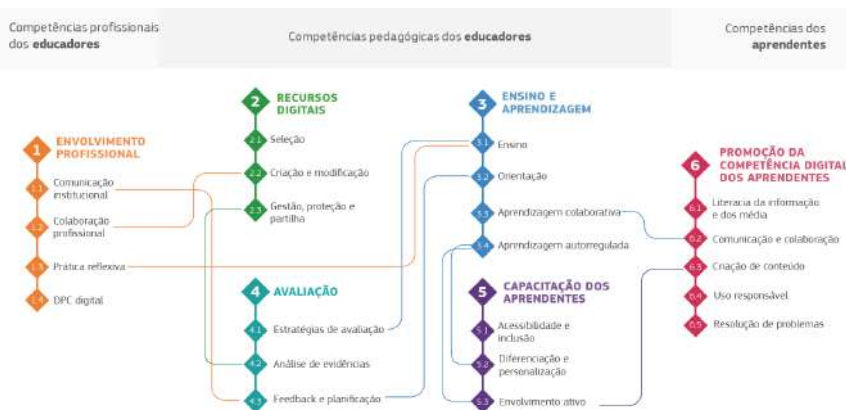 Competências profissionais
dos educadores
Competências pedagógicas dos educadores
Competências dos
aprendentes
1
ENVOLVIMENTO
PROFISSIONAL
1.1
Comunicação
institucional
1.2
Colaboração
profissional
1.3
Prática reflexiva
1.4
DPC digital
2
RECURSOS
DIGITAIS
2.1
Seleção
2.2
Criação e modificação
2.3
Gestão, proteção e
partilha
4
AVALIAÇÃO
4.1
Estratégias de avaliação
4.2
Análise de evidências
4.3
Feedback e planificação
3
ENSINO E
APRENDIZAGEM
3.1
Ensino
3.2
Orientação
3.3
Aprendizagem colaborativa
3.4
Aprendizagem autorregulada
5
CAPACITAÇÃO DOS
APRENDENTES
5.1
Acessibilidade e
inclusão
5.2
Diferenciação e
personalização
5.3
Envolvimento ativo
6
PROMOÇÃO DA
COMPETÊNCIA DIGITAL
DOS APRENDENTES
6.1
Literacia da informação
e dos média
6.2
Comunicação e colaboração
6.3
Criação de conteúdo
6.4
Uso responsável
6.5
Resolução de problemas